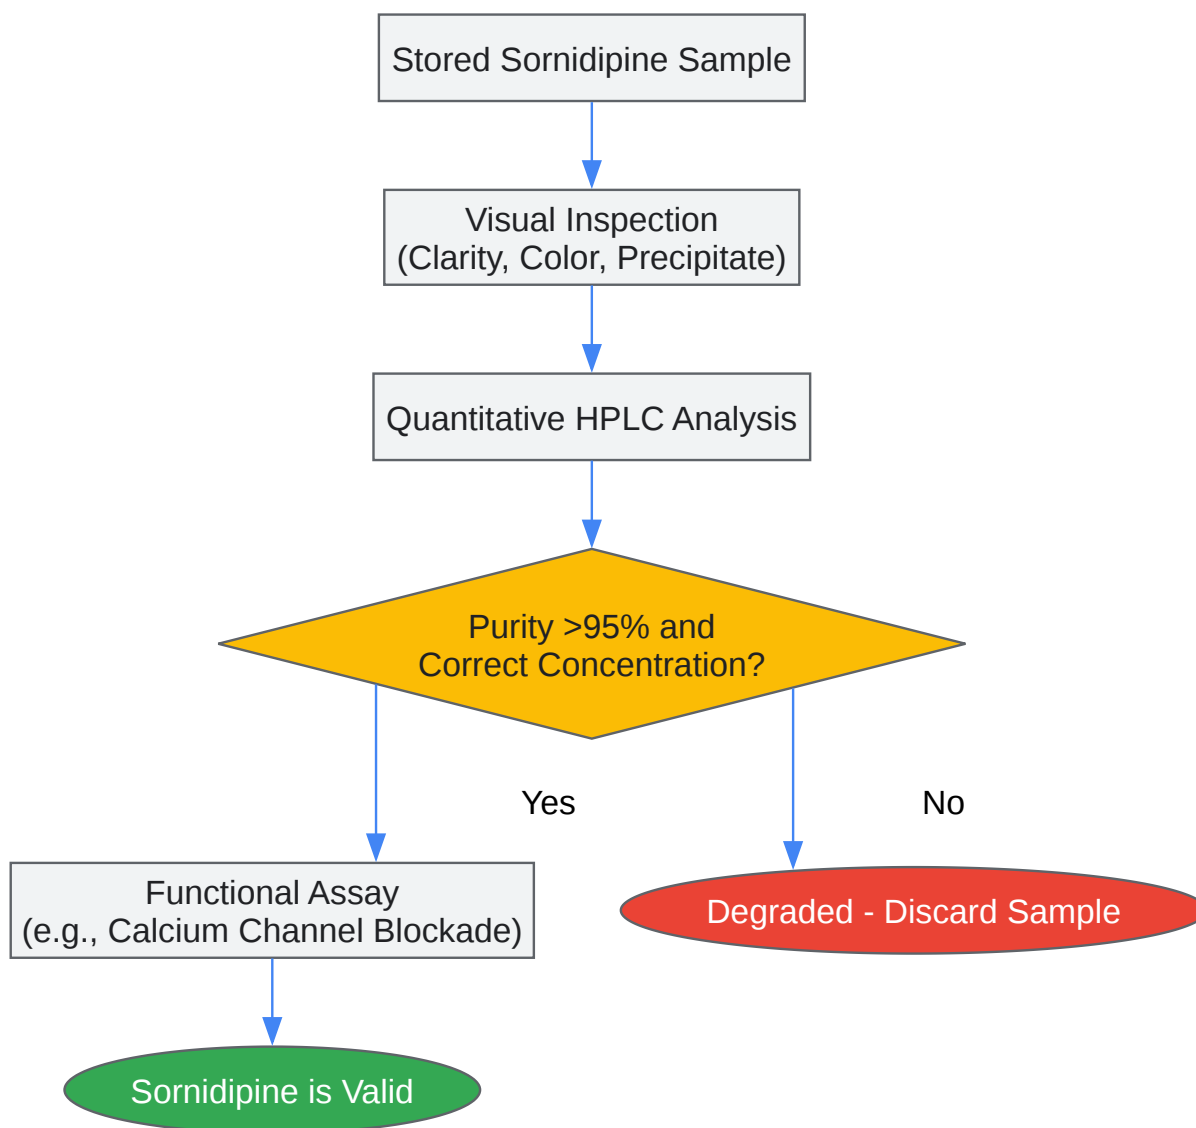 Stored Sornidipine Sample
Visual Inspection
(Clarity, Color, Precipitate)
Quantitative HPLC Analysis
Purity >95% and
Correct Concentration?
Yes
No
Functional Assay
(e.g., Calcium Channel Blockade)
Degraded - Discard Sample
Sornidipine is Valid